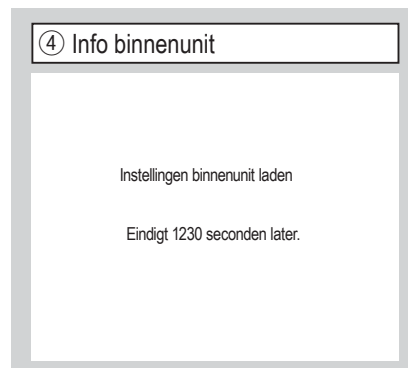 ④ Info binnenunit
Instellingen binnenunit laden
Eindigt 1230 seconden later.